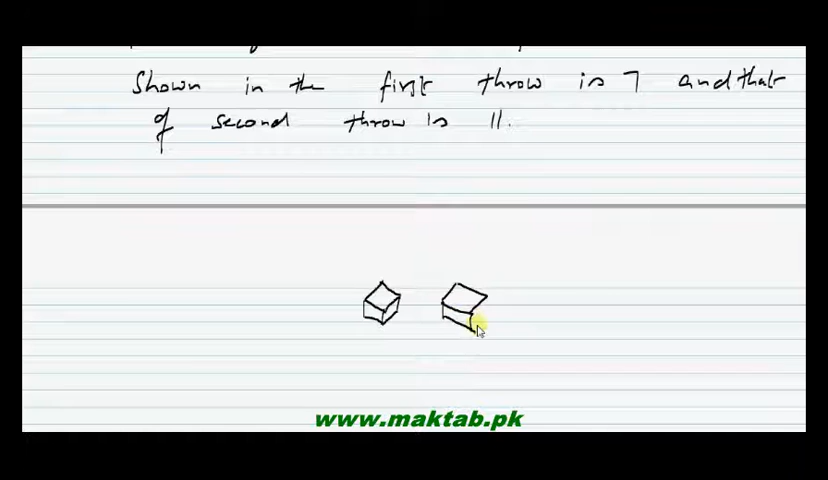 Shown in the first throw is 7 and that
of second throw is 11.
www.maktab.pk